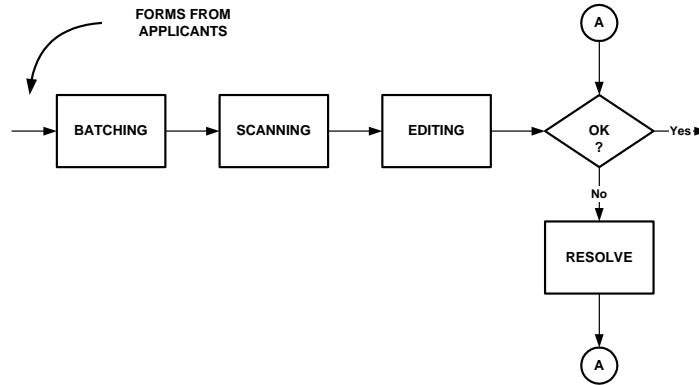 FORMS FROM
APPLICANTS
A
BATCHING
SCANNING
EDITING
OK
?
Yes
No
RESOLVE
A